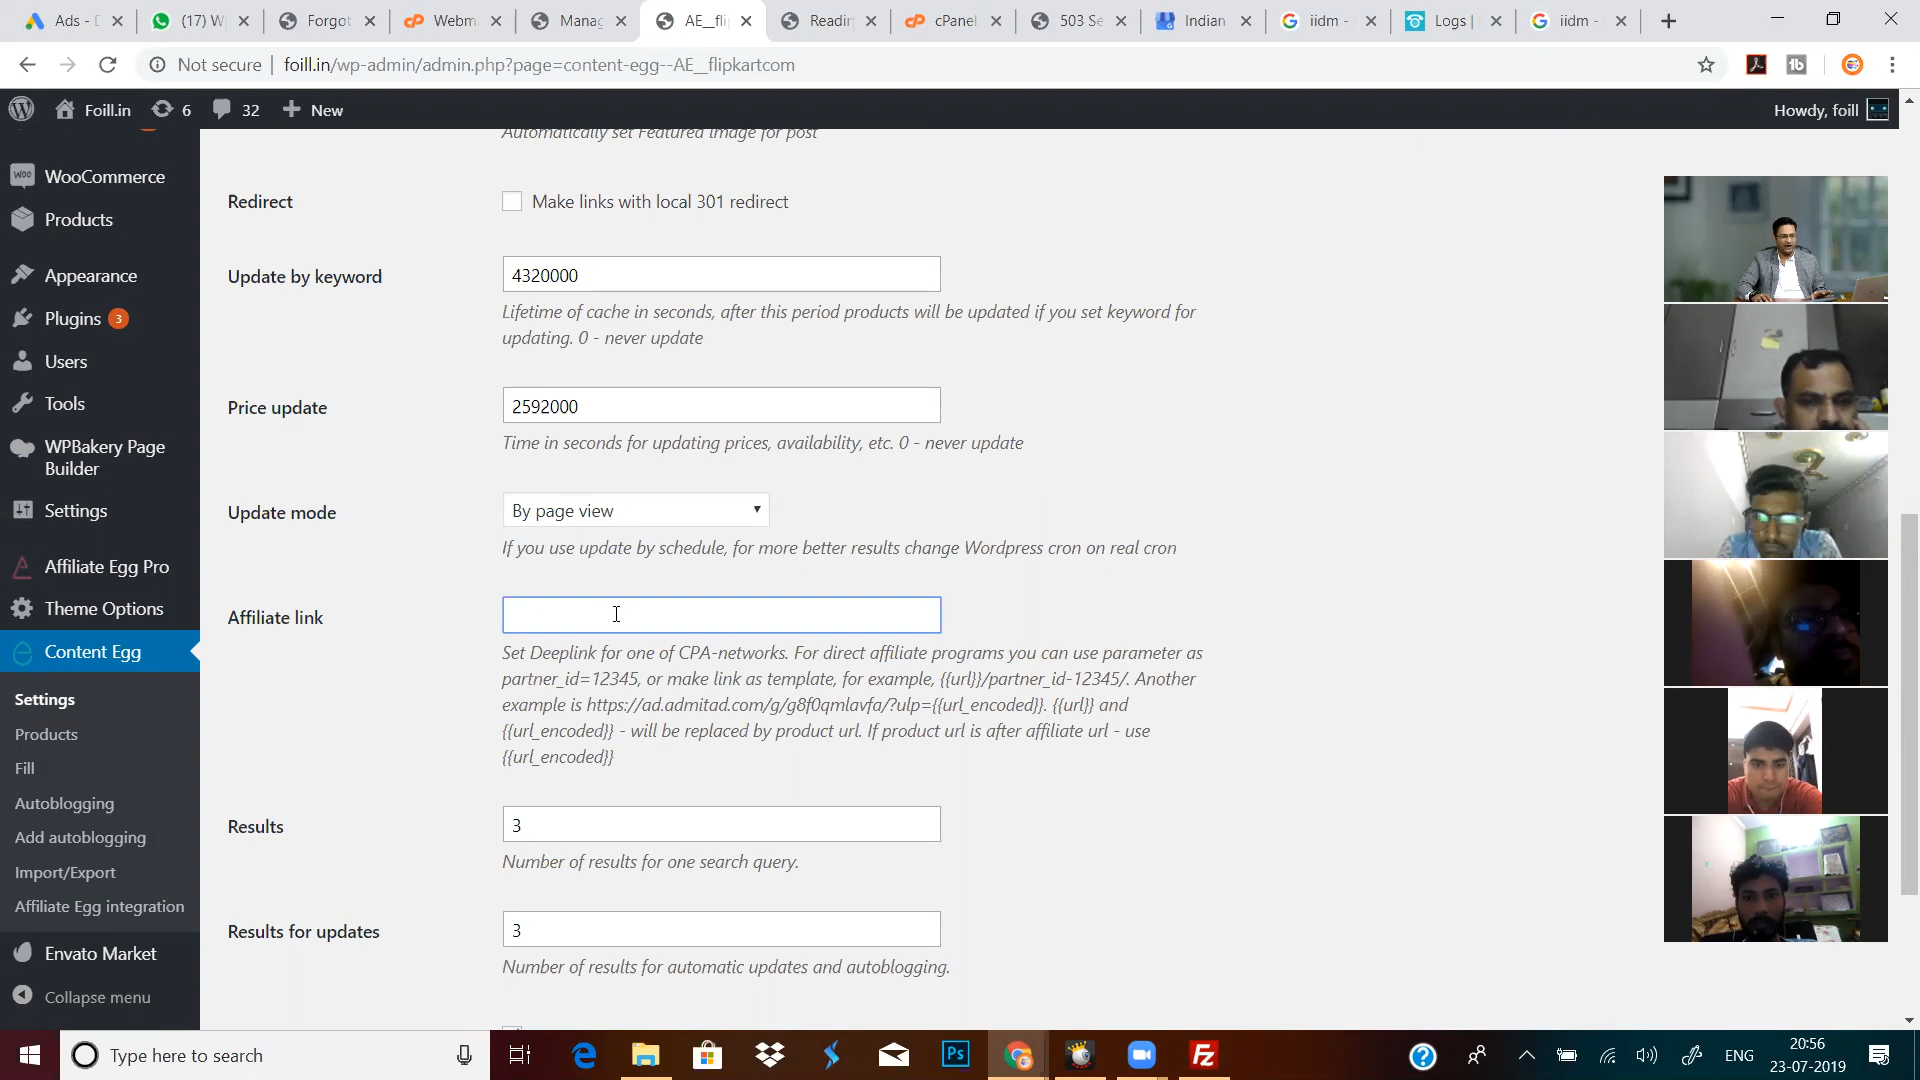 Ads - D
(17) W
Forgot
Webm
Manag
AE__flip
Readin
cPanel
503 Se
Indian
iidm -
Logs |
iidm -
Not secure
foill.in/wp-admin/admin.php?page=content-egg--AE__flipkartcom
Foill.in
6
32
New
Howdy, foill
WooCommerce
Products
Appearance
Plugins 3
Users
Tools
WPBakery Page
Builder
Settings
Affiliate Egg Pro
Theme Options
Content Egg
Settings
Products
Fill
Autoblogging
Add autoblogging
Import/Export
Affiliate Egg integration
Envato Market
Collapse menu
Automatically set Featured image for post
Redirect
Make links with local 301 redirect
Update by keyword
4320000
Lifetime of cache in seconds, after this period products will be updated if you set keyword for
updating. 0 - never update
Price update
2592000
Time in seconds for updating prices, availability, etc. 0 - never update
Update mode
By page view
If you use update by schedule, for more better results change Wordpress cron on real cron
Affiliate link
Set Deeplink for one of CPA-networks. For direct affiliate programs you can use parameter as
partner_id=12345, or make link as template, for example, {{url}}/partner_id-12345/. Another
example is https://ad.admitad.com/g/g8f0qmlavfa/?ulp={{url_encoded}}. {{url}} and
{{url_encoded}} - will be replaced by product url. If product url is after affiliate url - use
{{url_encoded}}
Results
3
Number of results for one search query.
Results for updates
3
Number of results for automatic updates and autoblogging.
Type here to search
Ps
Fz
ENG
20:56
23-07-2019